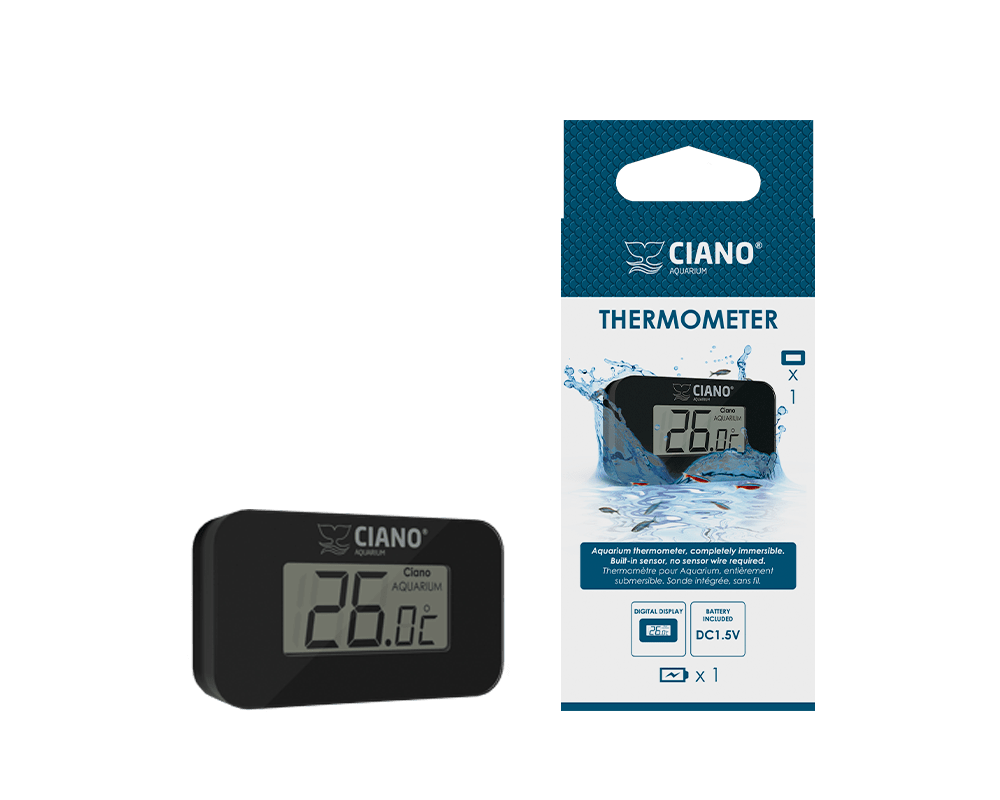 CIANO®
AQUARIUM
THERMOMETER
X
1
CIANO®
AQUARIUM
Ciano
AQUARIUM
26.0°C
Aquarium thermometer, completely immersible.
Built-in sensor, no sensor wire required.
Thermomètre pour Aquarium, entièrement
submersible. Sonde intégrée, sans fil.
DIGITAL DISPLAY
26.0c
BATTERY
INCLUDED
DC1.5V
x 1
CIANO®
AQUARIUM
Ciano
AQUARIUM
26.0°C